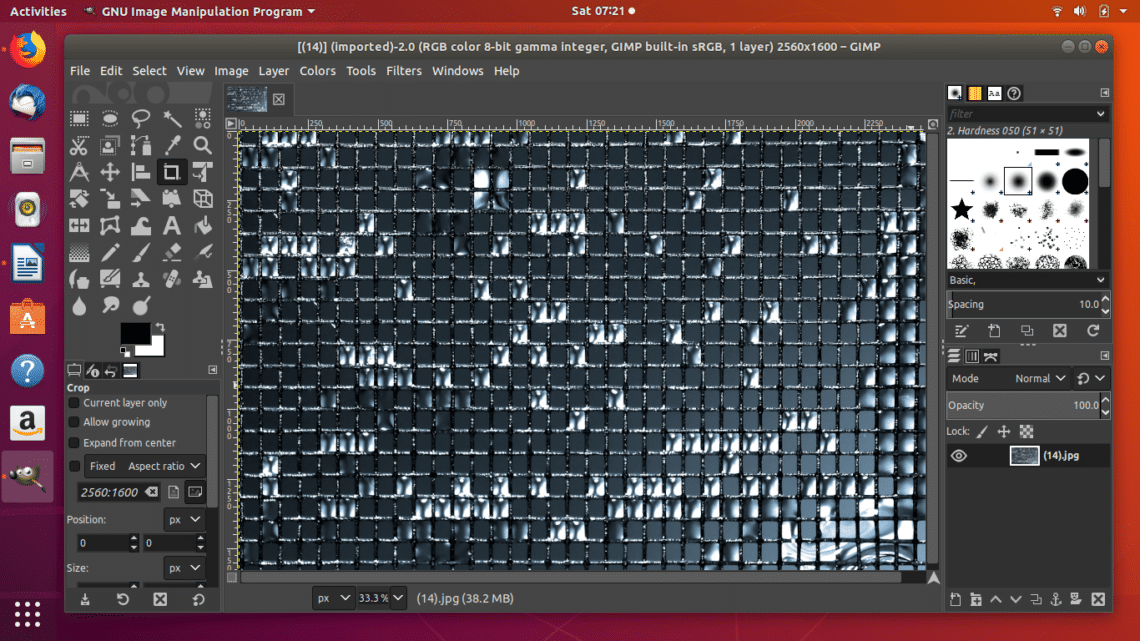 Activities GNU Image Manipulation Program Sat 07:21
[(14)] (imported)-2.0 (RGB color 8-bit gamma integer, GIMP built-in sRGB, 1 layer) 2560x1600 – GIMP
File Edit Select View Image Layer Colors Tools Filters Windows Help
0 250 500 750 1000 1250 1500 1750 2000 2250
filter
2. Hardness 050 (51 × 51)
Basic,
Spacing 10.0
Mode Normal
Opacity 100.0
Lock:
(14).jpg
Crop
Current layer only
Allow growing
Expand from center
Fixed Aspect ratio
2560:1600
Position: px
0 0
Size: px
px 33.3 % (14).jpg (38.2 MB)